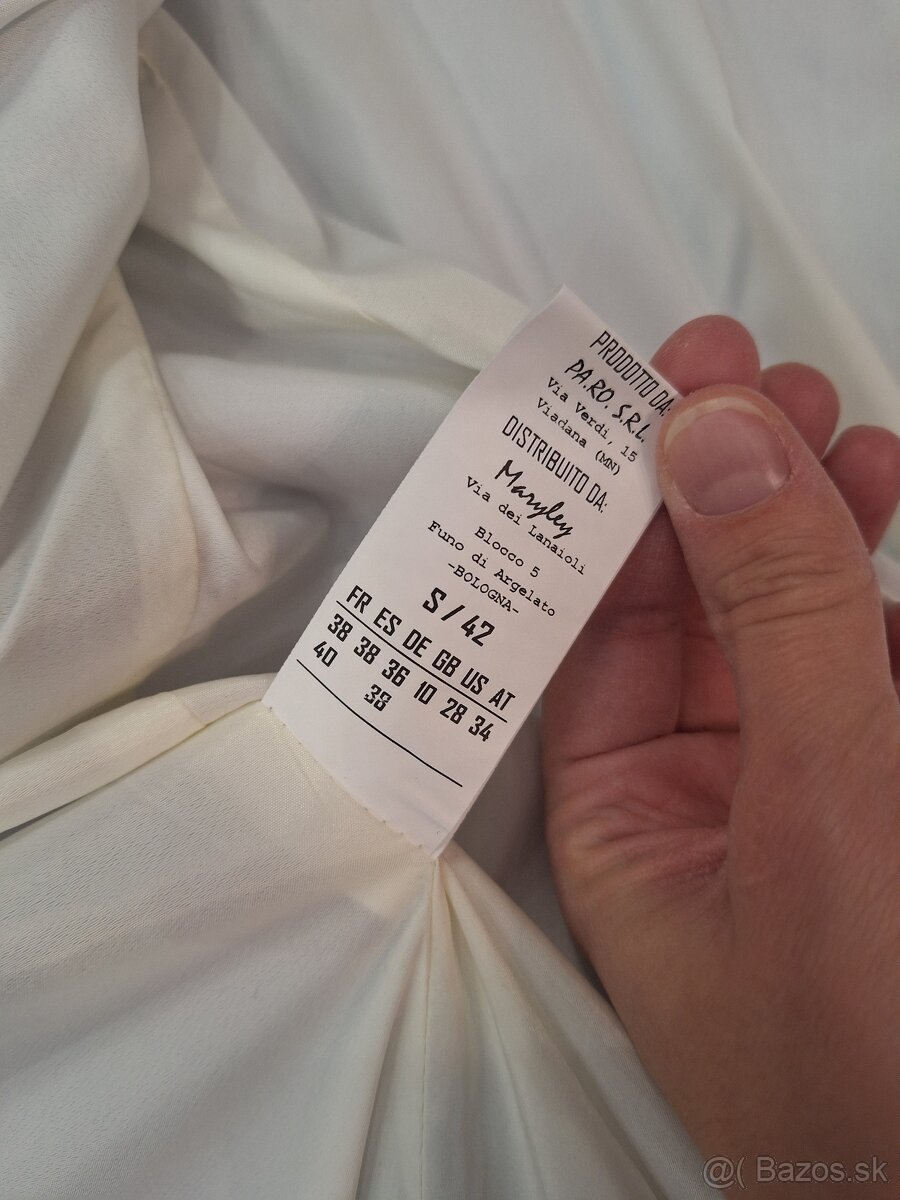 PRODOTTO DA:
PA.RO. S.R.L.
Via Verdi, 15
Viadana (MN)
DISTRIBUITO DA:
Maryley
Via dei Lanaioli
Blocco 5
Funo di Argelato
-BOLOGNA-
S/42
FR ES DE GB US AT
38 38 36 10 28 34
40 38
@( Bazos.sk